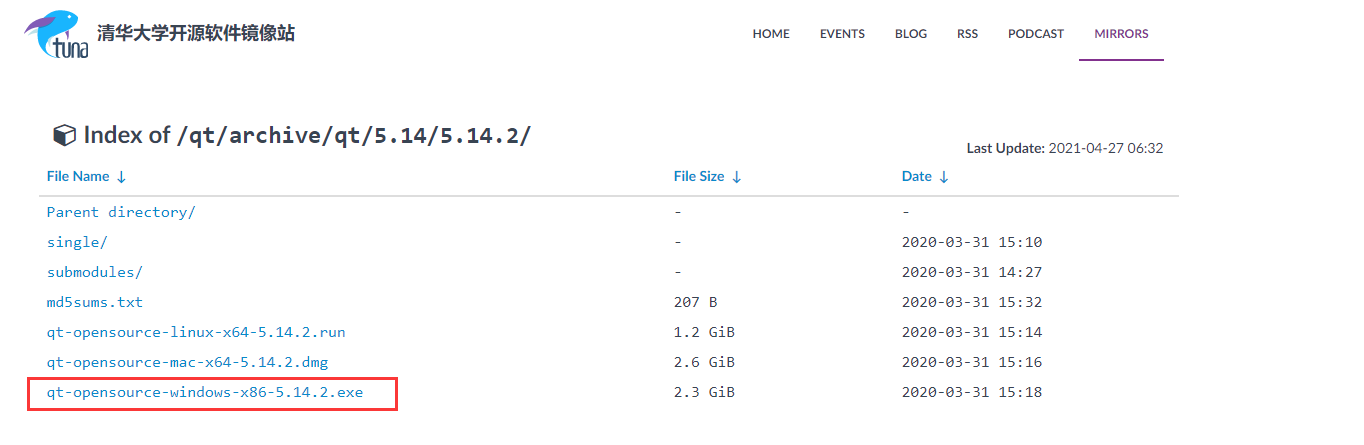 tuna
清华大学开源软件镜像站
HOME EVENTS BLOG RSS PODCAST MIRRORS
Index of /qt/archive/qt/5.14/5.14.2/
Last Update: 2021-04-27 06:32
File Name ↓ File Size ↓ Date ↓
Parent directory/ - -
single/ - 2020-03-31 15:10
submodules/ - 2020-03-31 14:27
md5sums.txt 207 B 2020-03-31 15:32
qt-opensource-linux-x64-5.14.2.run 1.2 GiB 2020-03-31 15:14
qt-opensource-mac-x64-5.14.2.dmg 2.6 GiB 2020-03-31 15:16
qt-opensource-windows-x86-5.14.2.exe 2.3 GiB 2020-03-31 15:18